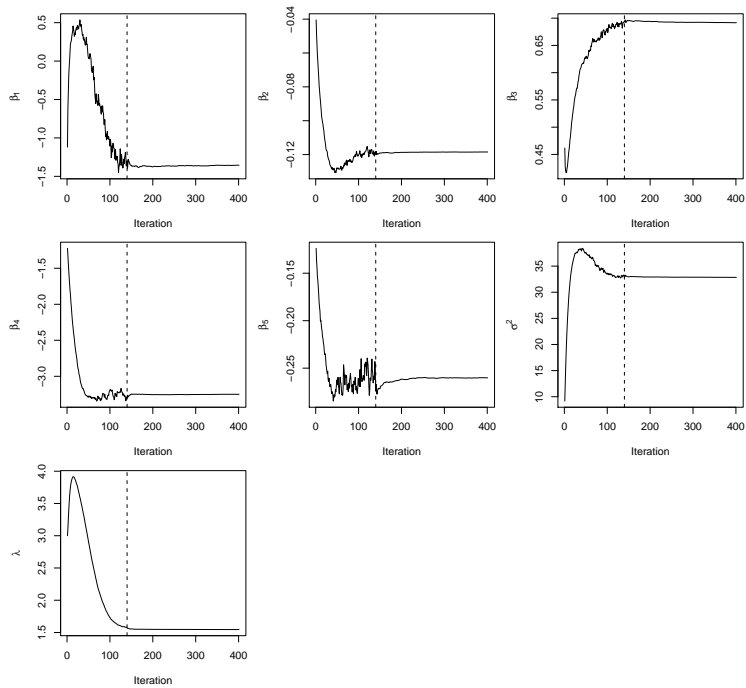 0.5
0.0
−0.5
−1.0
−1.5
β1
0 100 200 300 400
Iteration
−0.04
−0.08
−0.12
β2
0 100 200 300 400
Iteration
0.65
0.55
0.45
β3
0 100 200 300 400
Iteration
−1.5
−2.0
−2.5
−3.0
β4
0 100 200 300 400
Iteration
−0.15
−0.20
−0.25
β5
0 100 200 300 400
Iteration
35
30
25
20
15
10
σ²
0 100 200 300 400
Iteration
4.0
3.5
3.0
2.5
2.0
1.5
λ
0 100 200 300 400
Iteration